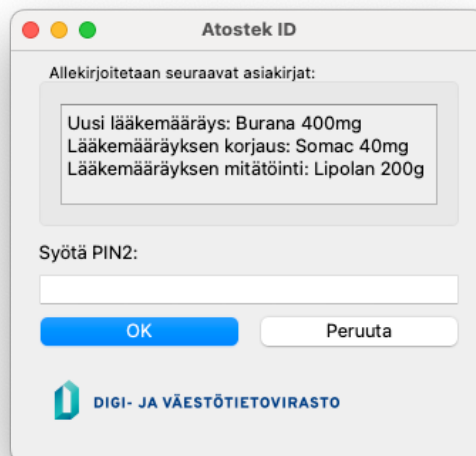 Atostek ID
Allekirjoitetaan seuraavat asiakirjat:
Uusi lääkemääräys: Burana 400mg
Lääkemääräyksen korjaus: Somac 40mg
Lääkemääräyksen mitätöinti: Lipolan 200g
Syötä PIN2:
OK
Peruuta
DIGI- JA VÄESTÖTIETOVIRASTO